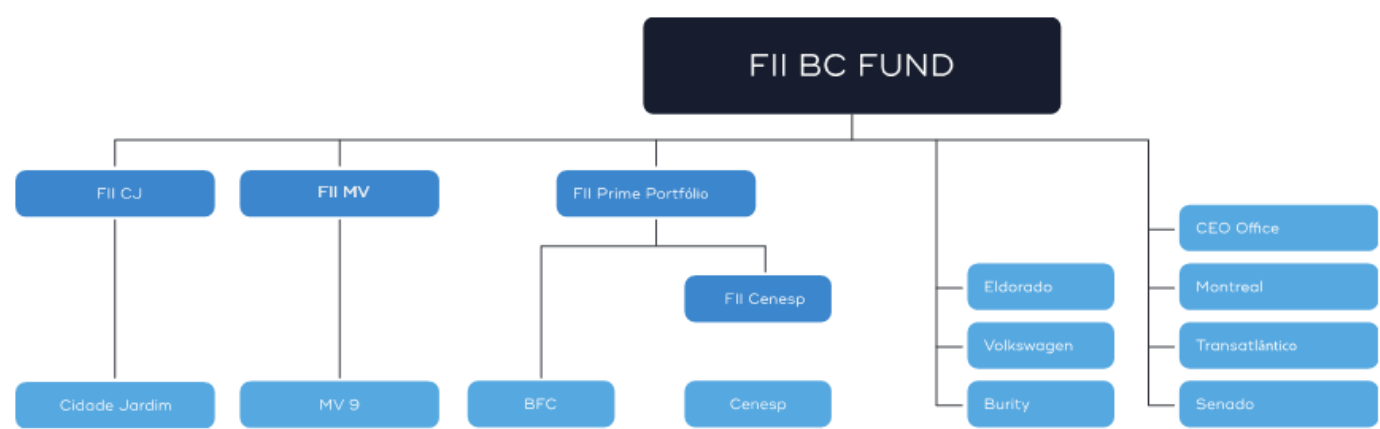 FII BC FUND
FII CJ
FII MV
FII Prime Portfólio
CEO Office
Eldorado
Montreal
FII Cenesp
Volkswagen
Transatlântico
Cidade Jardim
MV 9
BFC
Cenesp
Burity
Senado